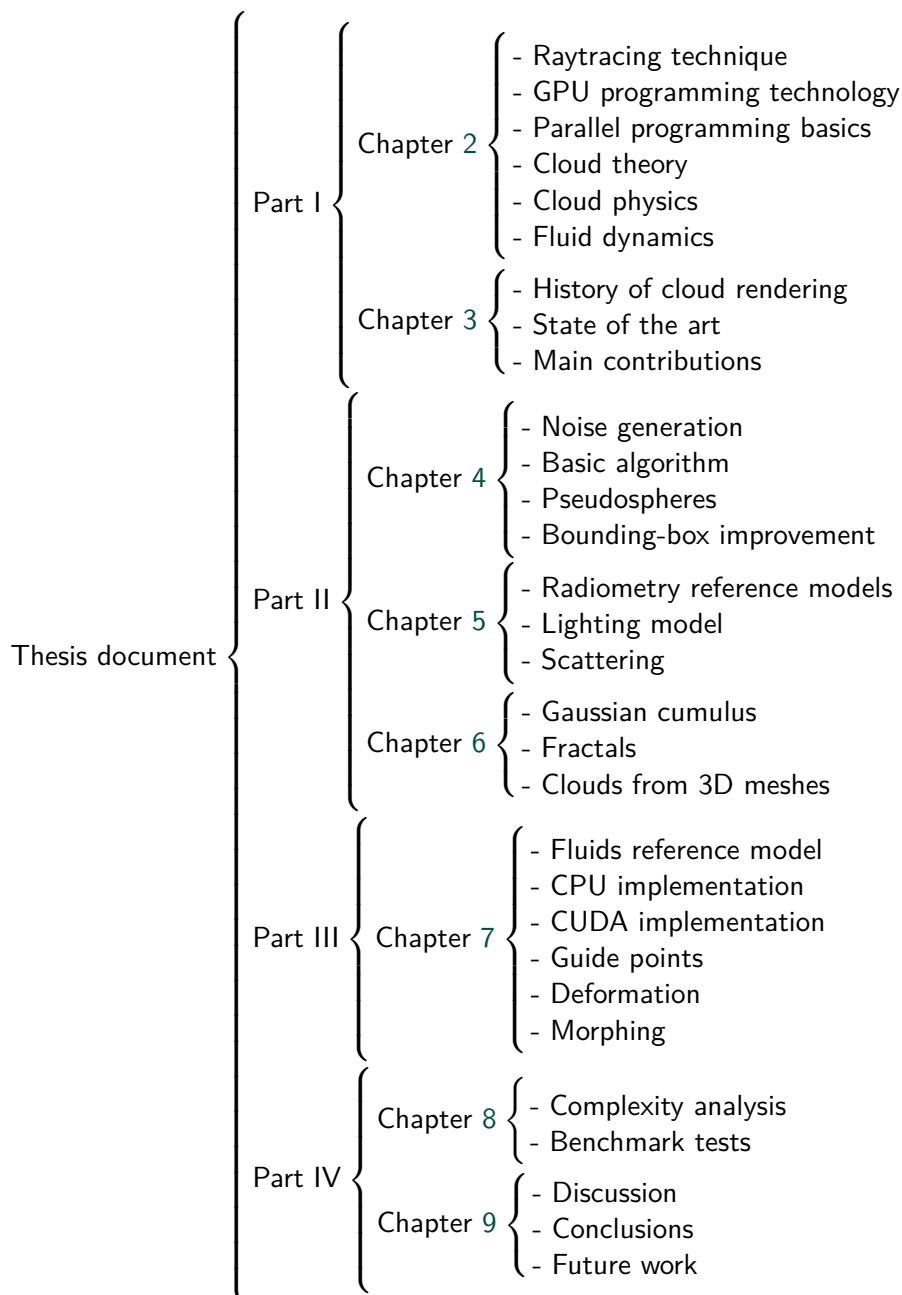 Thesis document
Part I
Chapter 2
- Raytracing technique
- GPU programming technology
- Parallel programming basics
- Cloud theory
- Cloud physics
- Fluid dynamics
Chapter 3
- History of cloud rendering
- State of the art
- Main contributions
Part II
Chapter 4
- Noise generation
- Basic algorithm
- Pseudospheres
- Bounding-box improvement
Chapter 5
- Radiometry reference models
- Lighting model
- Scattering
Chapter 6
- Gaussian cumulus
- Fractals
- Clouds from 3D meshes
Part III
Chapter 7
- Fluids reference model
- CPU implementation
- CUDA implementation
- Guide points
- Deformation
- Morphing
Part IV
Chapter 8
- Complexity analysis
- Benchmark tests
Chapter 9
- Discussion
- Conclusions
- Future work